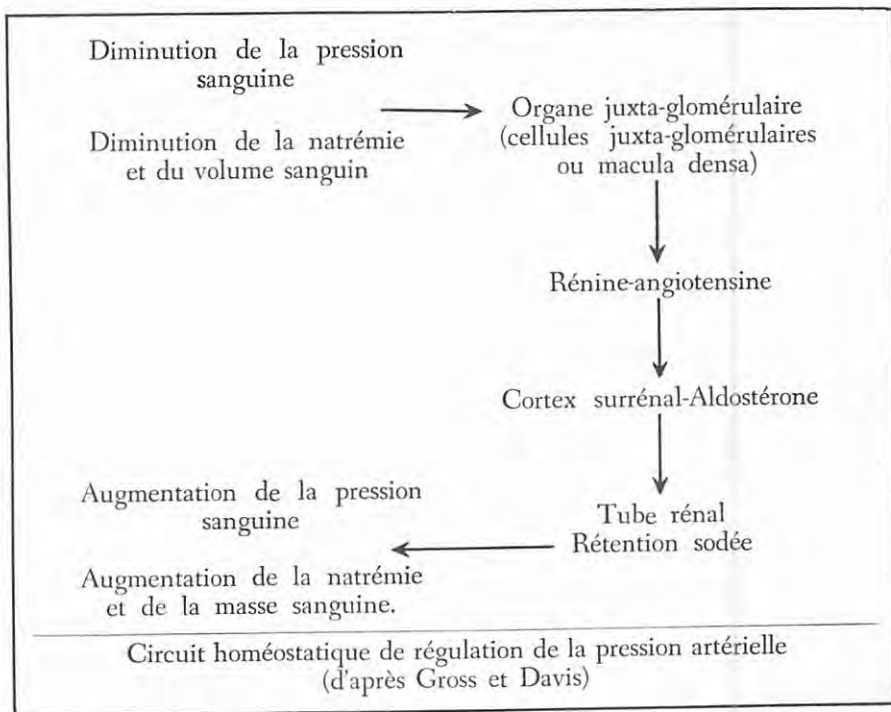 Diminution de la pression
sanguine
Diminution de la natrémie
et du volume sanguin
Organe juxta-glomérulaire
(cellules juxta-glomérulaires
ou macula densa)
Rénine-angiotensine
Cortex surrénal-Aldostérone
Tube rénal
Rétention sodée
Augmentation de la pression
sanguine
Augmentation de la natrémie
et de la masse sanguine.
Circuit homéostatique de régulation de la pression artérielle
(d'après Gross et Davis)